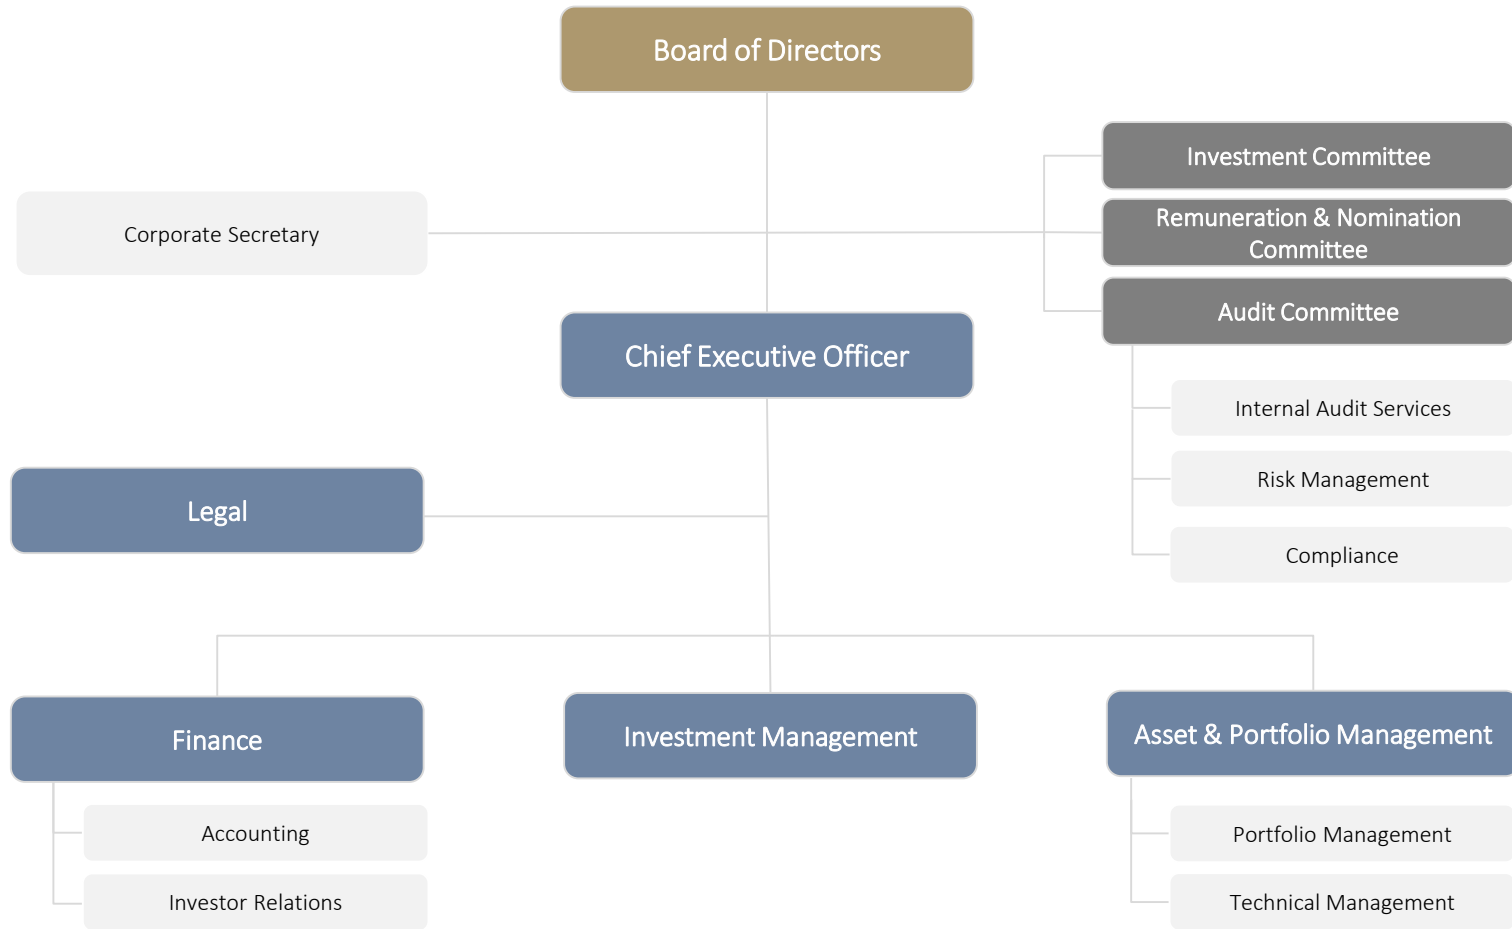 Board of Directors
Investment Committee
Corporate Secretary
Remuneration & Nomination
Committee
Audit Committee
Chief Executive Officer
Internal Audit Services
Risk Management
Legal
Compliance
Finance
Investment Management
Asset & Portfolio Management
Accounting
Portfolio Management
Investor Relations
Technical Management